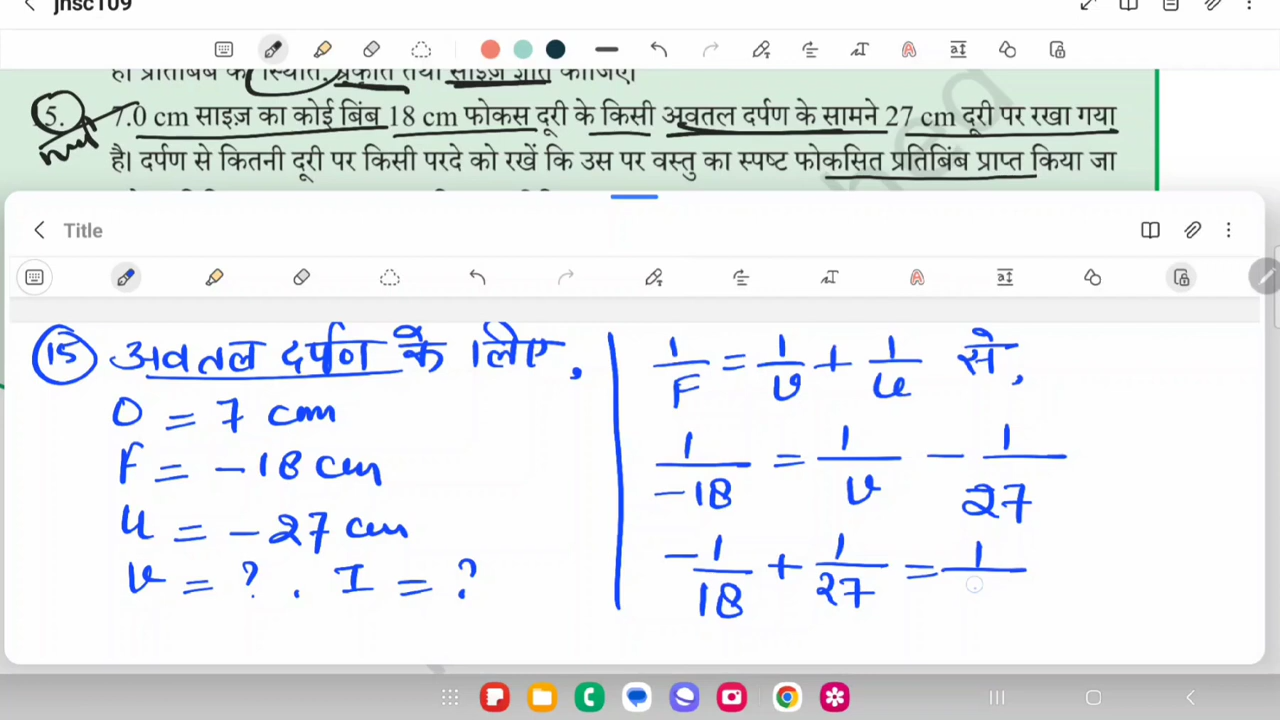 jhsc109
है। प्रतिबिंब की स्थिति, प्रकृति तथा साइज़ ज्ञात कीजिए।
5. 7.0 cm साइज़ का कोई बिंब 18 cm फोकस दूरी के किसी अवतल दर्पण के सामने 27 cm दूरी पर रखा गया
है। दर्पण से कितनी दूरी पर किसी परदे को रखें कि उस पर वस्तु का स्पष्ट फोकसित प्रतिबिंब प्राप्त किया जा
Title
(15) अवतल दर्पण के लिए,
O = 7 cm
F = -18 cm
u = -27 cm
v = ? . I = ?
1/F = 1/v + 1/u से,
1/-18 = 1/v - 1/27
-1/18 + 1/27 = 1/